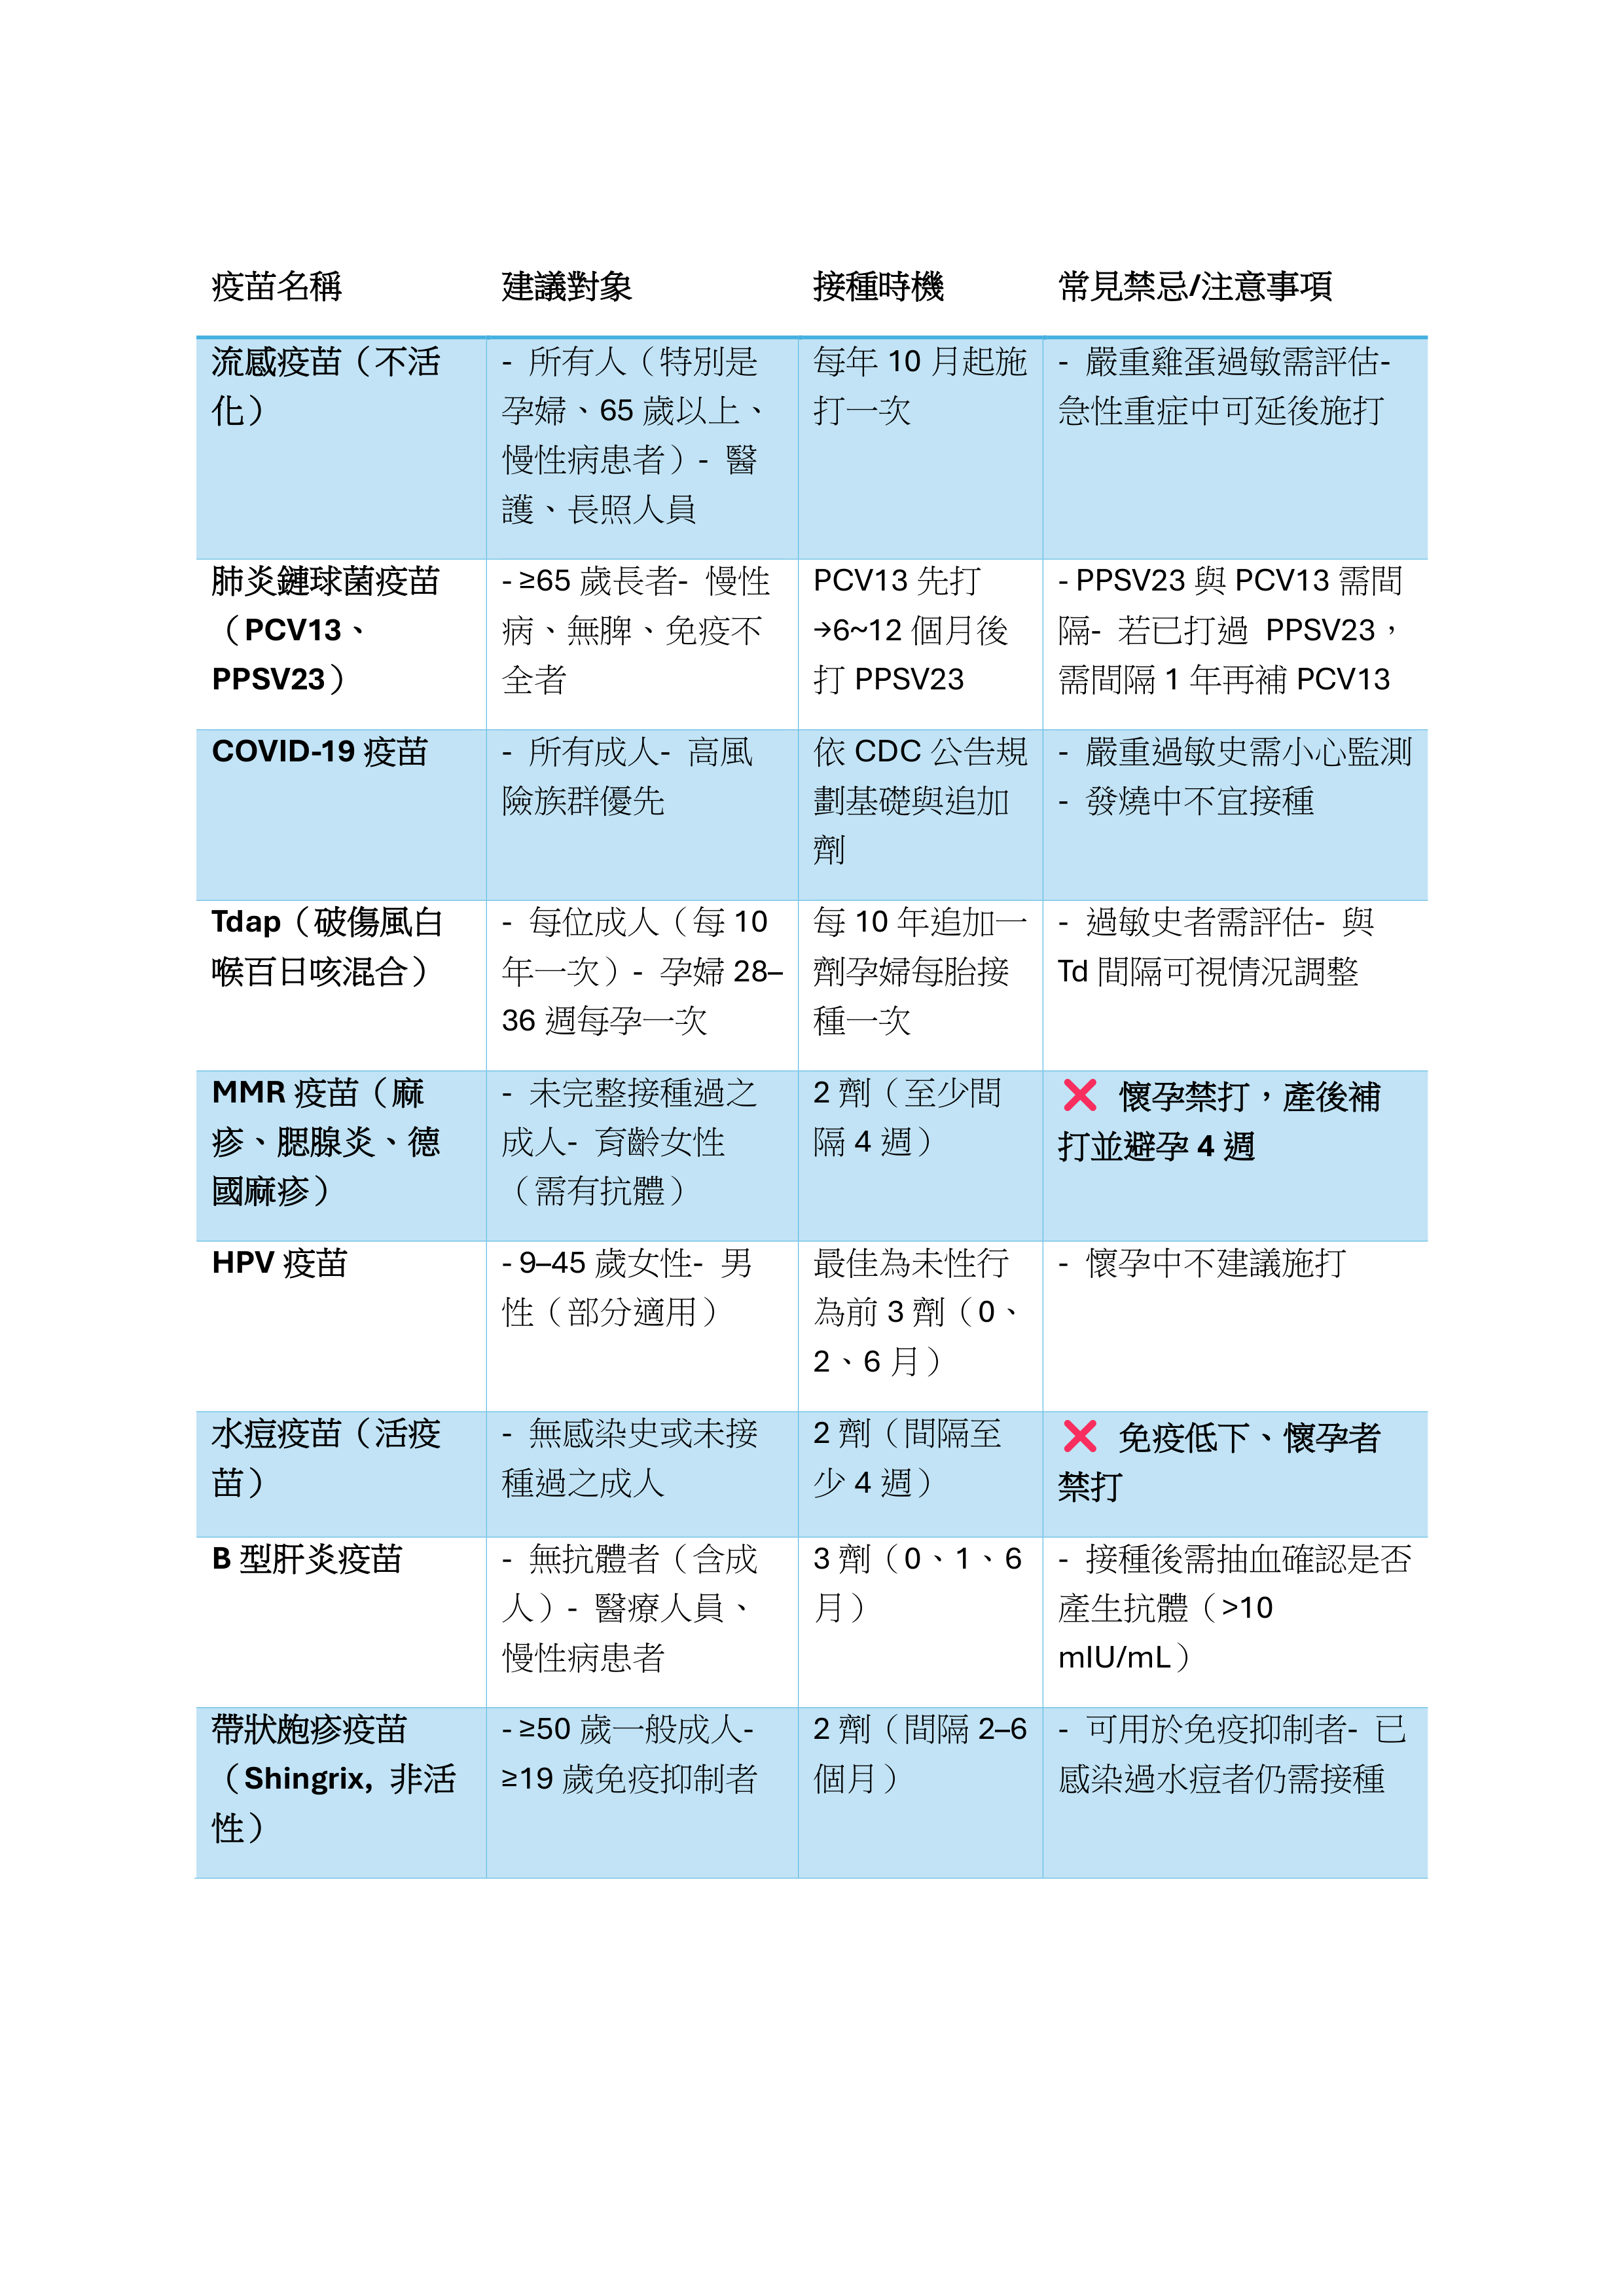 疫苗名稱
建議對象
接種時機
常見禁忌/注意事項
流感疫苗（不活
化）
- 所有人（特別是
孕婦、65 歲以上、
慢性病患者）- 醫
護、長照人員
每年 10 月起施
打一次
- 嚴重雞蛋過敏需評估-
急性重症中可延後施打
肺炎鏈球菌疫苗
（PCV13、
PPSV23）
- ≥65 歲長者- 慢性
病、無脾、免疫不
全者
PCV13 先打
→6~12 個月後
打 PPSV23
- PPSV23 與 PCV13 需間
隔- 若已打過 PPSV23，
需間隔 1 年再補 PCV13
COVID-19 疫苗
- 所有成人- 高風
險族群優先
依 CDC 公告規
劃基礎與追加
劑
- 嚴重過敏史需小心監測
- 發燒中不宜接種
Tdap（破傷風白
喉百日咳混合）
- 每位成人（每 10
年一次）- 孕婦 28–
36 週每孕一次
每 10 年追加一
劑孕婦每胎接
種一次
- 過敏史者需評估- 與
Td 間隔可視情況調整
MMR 疫苗（麻
疹、腮腺炎、德
國麻疹）
- 未完整接種過之
成人- 育齡女性
（需有抗體）
2 劑（至少間
隔 4 週）
❌ 懷孕禁打，產後補
打並避孕 4 週
HPV 疫苗
- 9–45 歲女性- 男
性（部分適用）
最佳為未性行
為前 3 劑（0、
2、6 月）
- 懷孕中不建議施打
水痘疫苗（活疫
苗）
- 無感染史或未接
種過之成人
2 劑（間隔至
少 4 週）
❌ 免疫低下、懷孕者
禁打
B 型肝炎疫苗
- 無抗體者（含成
人）- 醫療人員、
慢性病患者
3 劑（0、1、6
月）
- 接種後需抽血確認是否
產生抗體（>10
mIU/mL）
帶狀皰疹疫苗
（Shingrix, 非活
性）
- ≥50 歲一般成人-
≥19 歲免疫抑制者
2 劑（間隔 2–6
個月）
- 可用於免疫抑制者- 已
感染過水痘者仍需接種